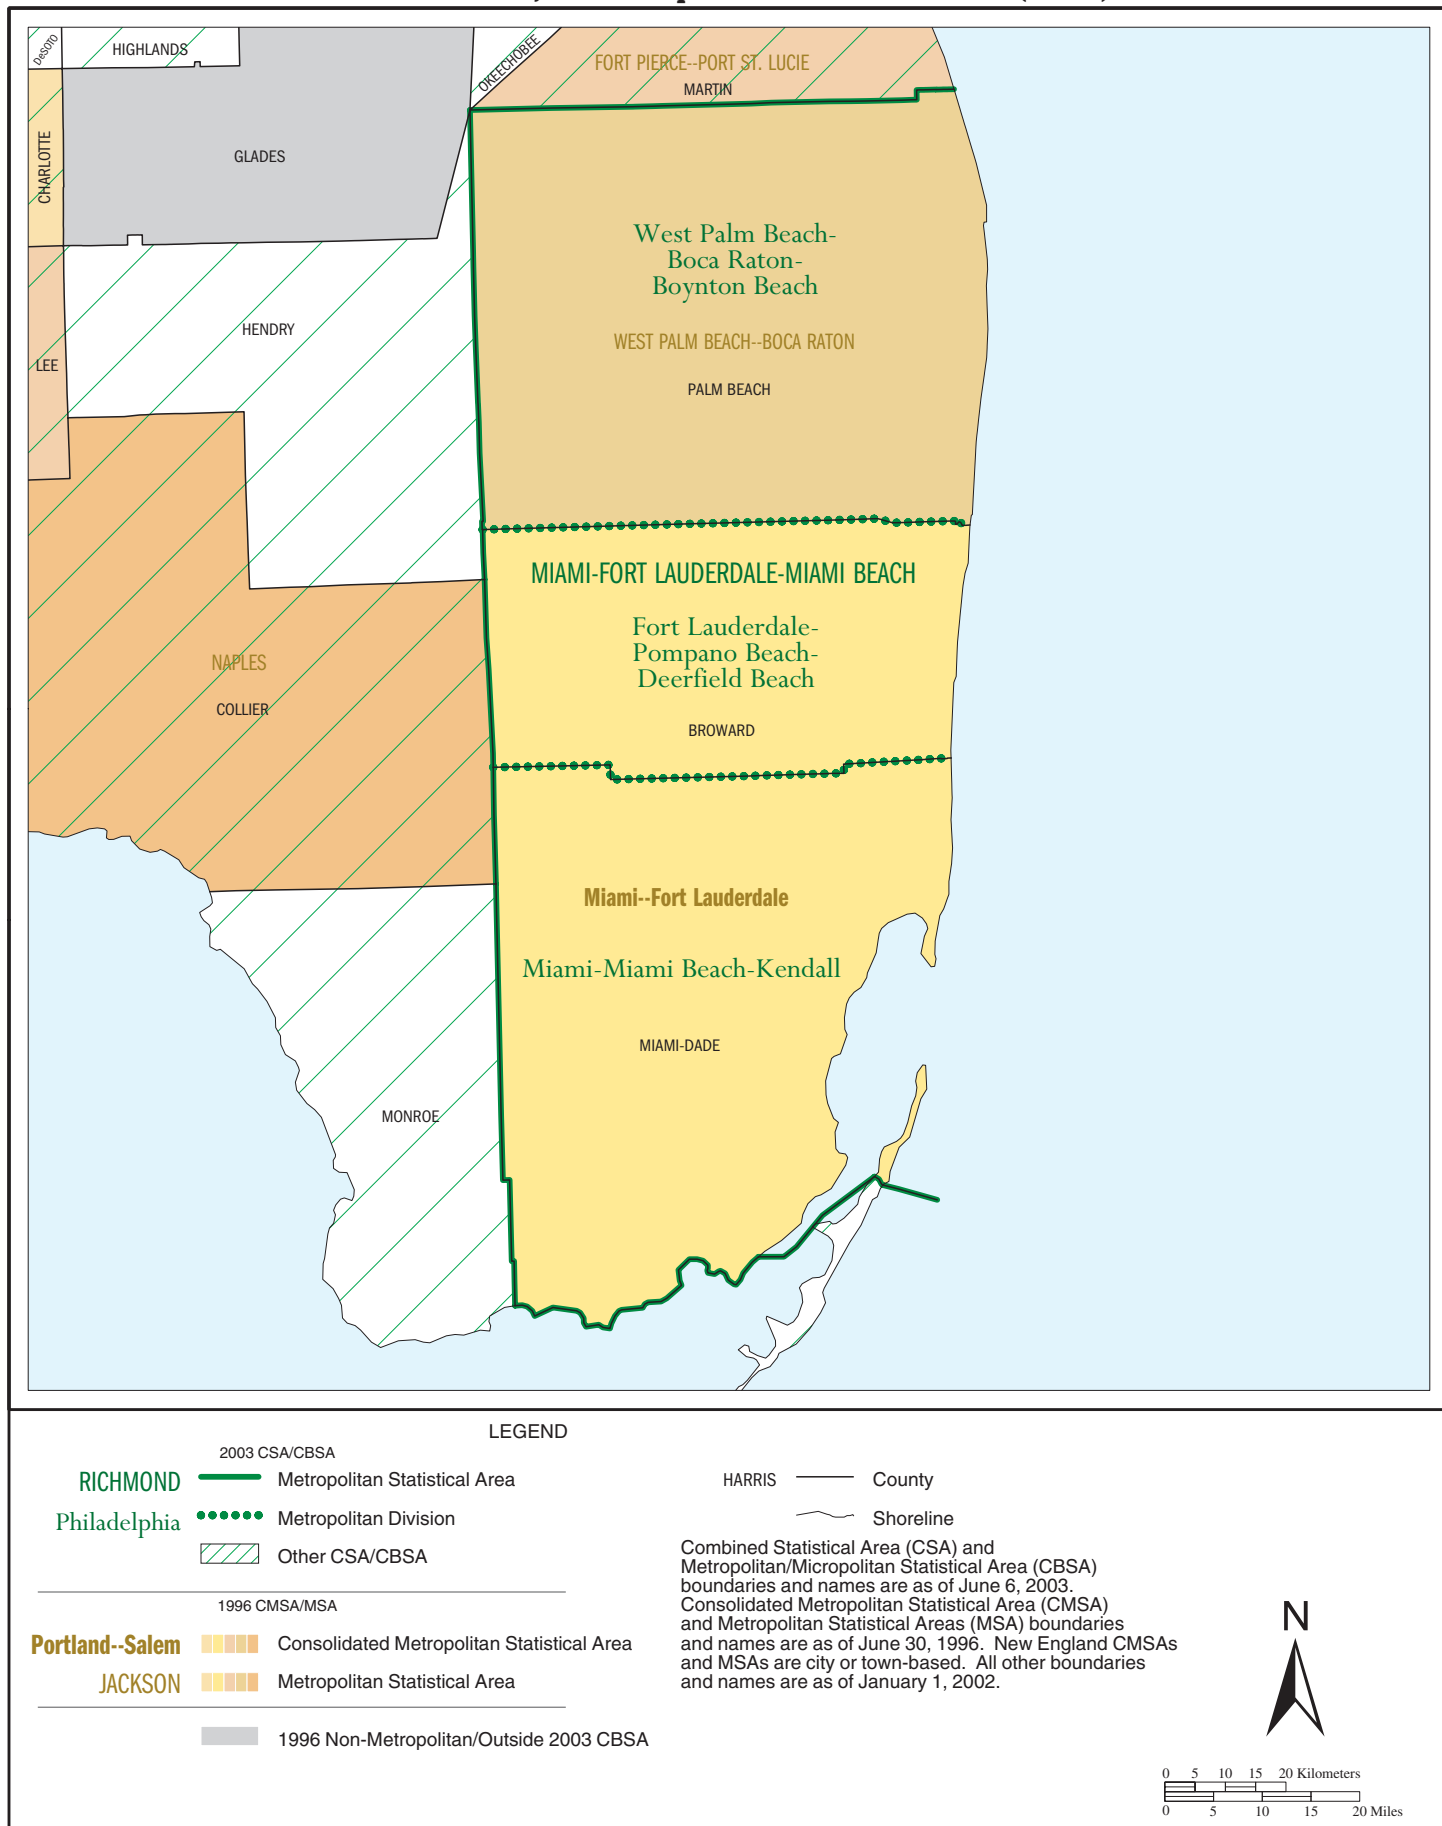 DeSOTO
HIGHLANDS
OKEECHOBEE
FORT PIERCE--PORT ST. LUCIE
MARTIN
CHARLOTTE
GLADES
West Palm Beach-
Boca Raton-
Boynton Beach
HENDRY
WEST PALM BEACH--BOCA RATON
LEE
PALM BEACH
MIAMI-FORT LAUDERDALE-MIAMI BEACH
Fort Lauderdale-
Pompano Beach-
Deerfield Beach
NAPLES
COLLIER
BROWARD
Miami--Fort Lauderdale
Miami-Miami Beach-Kendall
MIAMI-DADE
MONROE
LEGEND
2003 CSA/CBSA
RICHMOND Metropolitan Statistical Area
Philadelphia Metropolitan Division
Other CSA/CBSA
1996 CMSA/MSA
Portland--Salem Consolidated Metropolitan Statistical Area
JACKSON Metropolitan Statistical Area
1996 Non-Metropolitan/Outside 2003 CBSA
HARRIS County
Shoreline
Combined Statistical Area (CSA) and
Metropolitan/Micropolitan Statistical Area (CBSA)
boundaries and names are as of June 6, 2003.
Consolidated Metropolitan Statistical Area (CMSA)
and Metropolitan Statistical Areas (MSA) boundaries
and names are as of June 30, 1996. New England CMSAs
and MSAs are city or town-based. All other boundaries
and names are as of January 1, 2002.
N
0 5 10 15 20 Kilometers
0 5 10 15 20 Miles